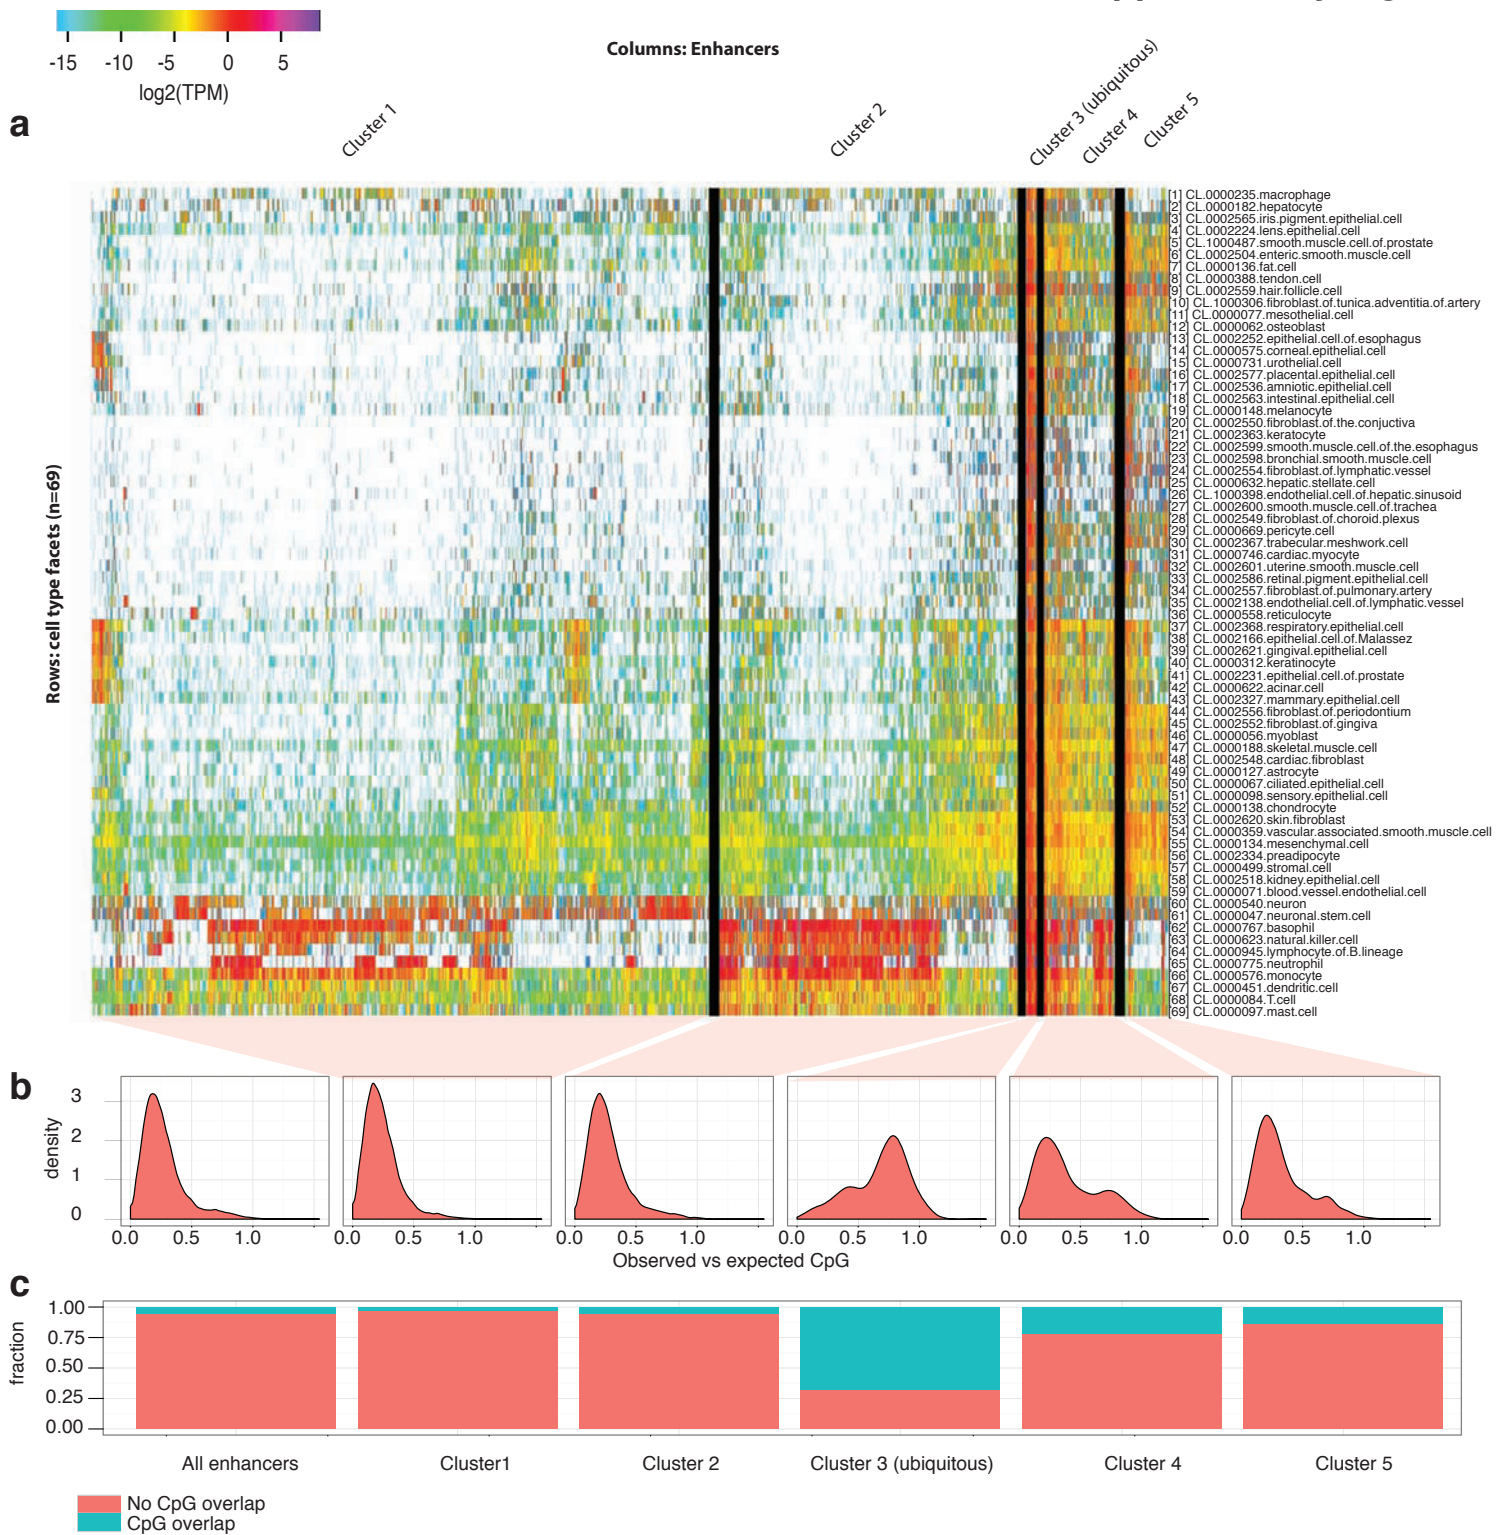 -15 -10 -5 0 5
log2(TPM)
Columns: Enhancers
a
Cluster 1
Cluster 2
Cluster 3 (ubiquitous)
Cluster 4
Cluster 5
Rows: cell type facets (n=69)
[1] CL.0000235.macrophage
[2] CL.0000182.hepatocyte
[3] CL.0002565.iris.pigment.epithelial.cell
[4] CL.0002224.lens.epithelial.cell
[5] CL.1000487.smooth.muscle.cell.of.prostate
[6] CL.0002504.enteric.smooth.muscle.cell
[7] CL.0000136.fat.cell
[8] CL.0000388.tendon.cell
[9] CL.0002559.hair.follicle.cell
[10] CL.1000306.fibroblast.of.tunica.adventitia.of.artery
[11] CL.0000077.mesothelial.cell
[12] CL.0000062.osteoblast
[13] CL.0002252.epithelial.cell.of.esophagus
[14] CL.0000575.corneal.epithelial.cell
[15] CL.0000731.urothelial.cell
[16] CL.0002577.placental.epithelial.cell
[17] CL.0002536.amniotic.epithelial.cell
[18] CL.0002563.intestinal.epithelial.cell
[19] CL.0000148.melanocyte
[20] CL.0002550.fibroblast.of.the.conjuctiva
[21] CL.0002363.keratocyte
[22] CL.0002599.smooth.muscle.cell.of.the.esophagus
[23] CL.0002598.bronchial.smooth.muscle.cell
[24] CL.0002554.fibroblast.of.lymphatic.vessel
[25] CL.0000632.hepatic.stellate.cell
[26] CL.1000398.endothelial.cell.of.hepatic.sinusoid
[27] CL.0002600.smooth.muscle.cell.of.trachea
[28] CL.0002549.fibroblast.of.choroid.plexus
[29] CL.0000669.pericyte.cell
[30] CL.0002367.trabecular.meshwork.cell
[31] CL.0000746.cardiac.myocyte
[32] CL.0002601.uterine.smooth.muscle.cell
[33] CL.0002586.retinal.pigment.epithelial.cell
[34] CL.0002557.fibroblast.of.pulmonary.artery
[35] CL.0002138.endothelial.cell.of.lymphatic.vessel
[36] CL.0000558.reticulocyte
[37] CL.0002368.respiratory.epithelial.cell
[38] CL.0002166.epithelial.cell.of.Malassez
[39] CL.0002621.gingival.epithelial.cell
[40] CL.0000312.keratinocyte
[41] CL.0002231.epithelial.cell.of.prostate
[42] CL.0000622.acinar.cell
[43] CL.0002327.mammary.epithelial.cell
[44] CL.0002556.fibroblast.of.periodontium
[45] CL.0002552.fibroblast.of.gingiva
[46] CL.0000056.myoblast
[47] CL.0000188.skeletal.muscle.cell
[48] CL.0002548.cardiac.fibroblast
[49] CL.0000127.astrocyte
[50] CL.0000067.ciliated.epithelial.cell
[51] CL.0000098.sensory.epithelial.cell
[52] CL.0000138.chondrocyte
[53] CL.0002620.skin.fibroblast
[54] CL.0000359.vascular.associated.smooth.muscle.cell
[55] CL.0000134.mesenchymal.cell
[56] CL.0002334.preadipocyte
[57] CL.0000499.stromal.cell
[58] CL.0002518.kidney.epithelial.cell
[59] CL.0000071.blood.vessel.endothelial.cell
[60] CL.0000540.neuron
[61] CL.0000047.neuronal.stem.cell
[62] CL.0000767.basophil
[63] CL.0000623.natural.killer.cell
[64] CL.0000945.lymphocyte.of.B.lineage
[65] CL.0000775.neutrophil
[66] CL.0000576.monocyte
[67] CL.0000451.dendritic.cell
[68] CL.0000084.T.cell
[69] CL.0000097.mast.cell
b
density
3
2
1
0
0.0 0.5 1.0 0.0 0.5 1.0 0.0 0.5 1.0 0.0 0.5 1.0 0.0 0.5 1.0 0.0 0.5 1.0
Observed vs expected CpG
c
fraction
1.00
0.75
0.50
0.25
0.00
All enhancers Cluster1 Cluster 2 Cluster 3 (ubiquitous) Cluster 4 Cluster 5
No CpG overlap
CpG overlap